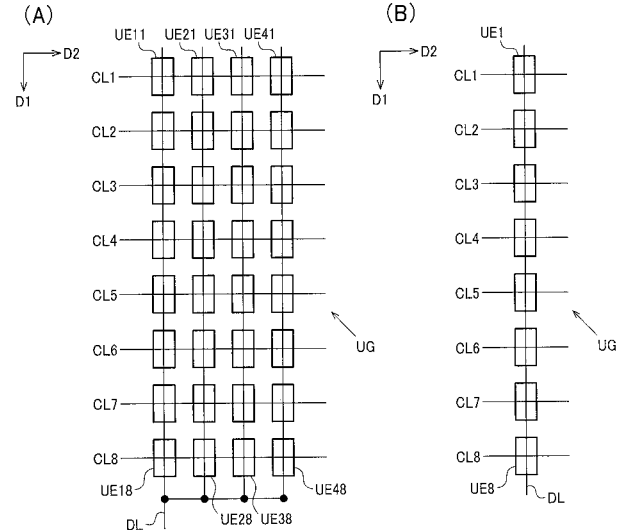 (A)
(B)
UE11 UE21 UE31 UE41
D2
D1
CL1
CL2
CL3
CL4
CL5
CL6
CL7
CL8
UG
UE18
UE28 UE38
UE48
DL
UE1
D2
D1
CL1
CL2
CL3
CL4
CL5
CL6
CL7
CL8
UG
UE8
DL